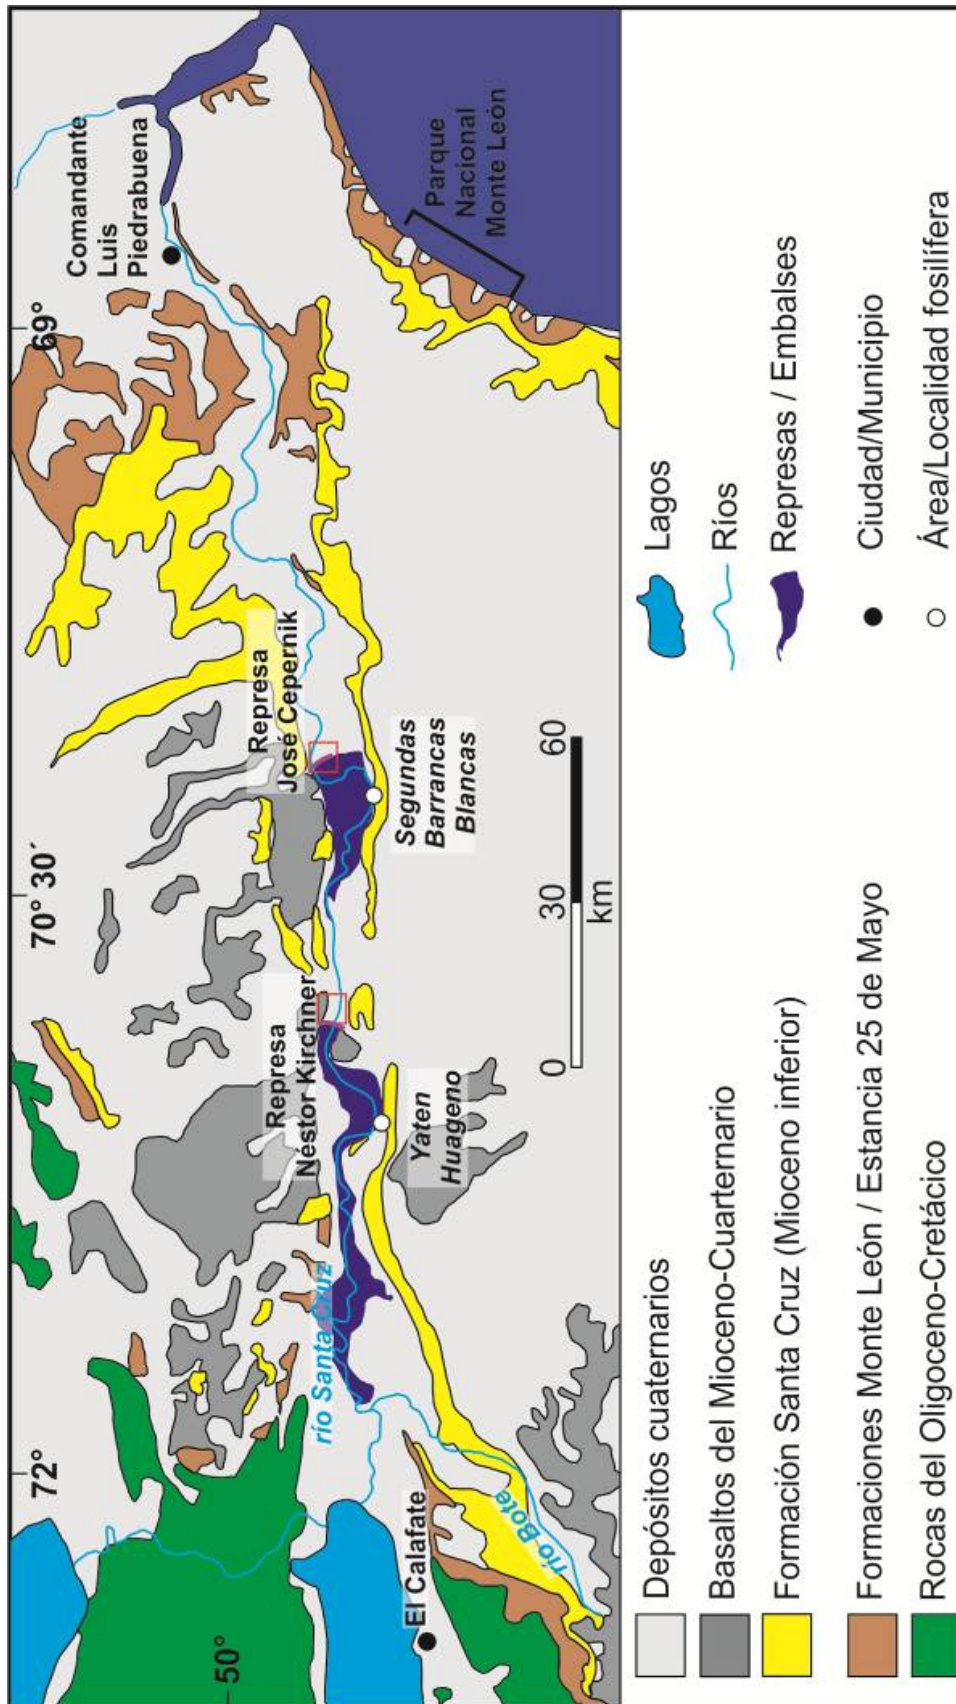 72°
70° 30´
69°
50°
Comandante
Luis
Piedrabuena
Represa
José Cepernik
Represa
Néstor Kirchner
río Santa Cruz
El Calafate
río Bote
Yaten
Huageno
Segundas
Barrancas
Blancas
Parque
Nacional
Monte León
0 30 60
km
Depósitos cuaternarios
Basaltos del Mioceno-Cuarternario
Formación Santa Cruz (Mioceno inferior)
Formaciones Monte León / Estancia 25 de Mayo
Rocas del Oligoceno-Cretácico
Lagos
Ríos
Represas / Embalses
Ciudad/Municipio
Área/Localidad fosilífera